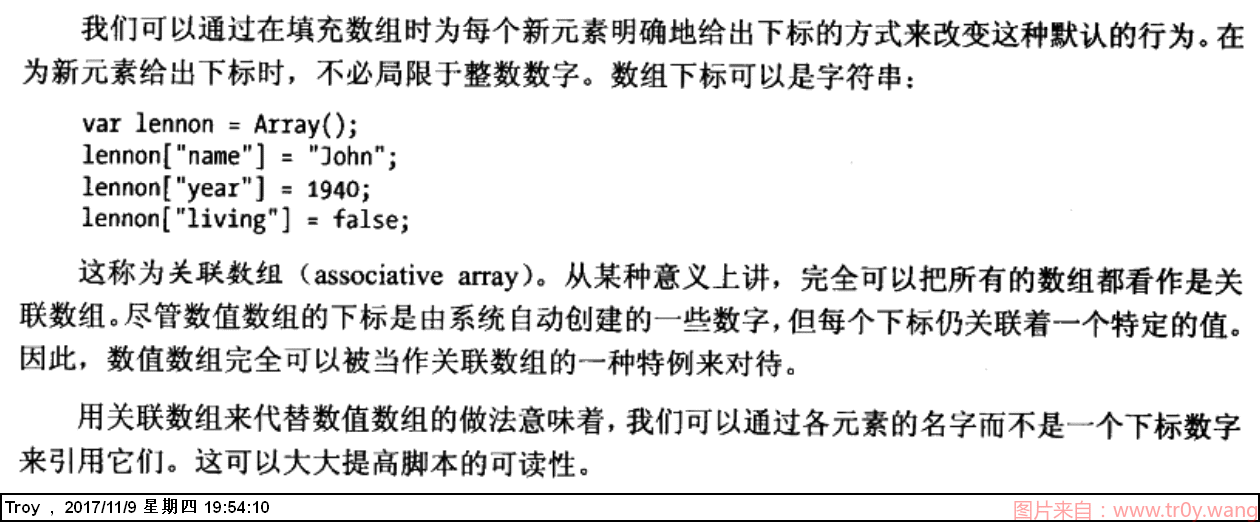 我们可以通过在填充数组时为每个新元素明确地给出下标的方式来改变这种默认的行为。在
为新元素给出下标时，不必局限于整数数字。数组下标可以是字符串：
var lennon = Array();
lennon["name"] = "John";
lennon["year"] = 1940;
lennon["living"] = false;
这称为关联数组（associative array）。从某种意义上讲，完全可以把所有的数组都看作是关
联数组。尽管数值数组的下标是由系统自动创建的一些数字，但每个下标仍关联着一个特定的值。
因此，数值数组完全可以被当作关联数组的一种特例来对待。
用关联数组来代替数值数组的做法意味着，我们可以通过各元素的名字而不是一个下标数字
来引用它们。这可以大大提高脚本的可读性。
Troy , 2017/11/9 星期四 19:54:10
图片来自：www.tr0y.wang